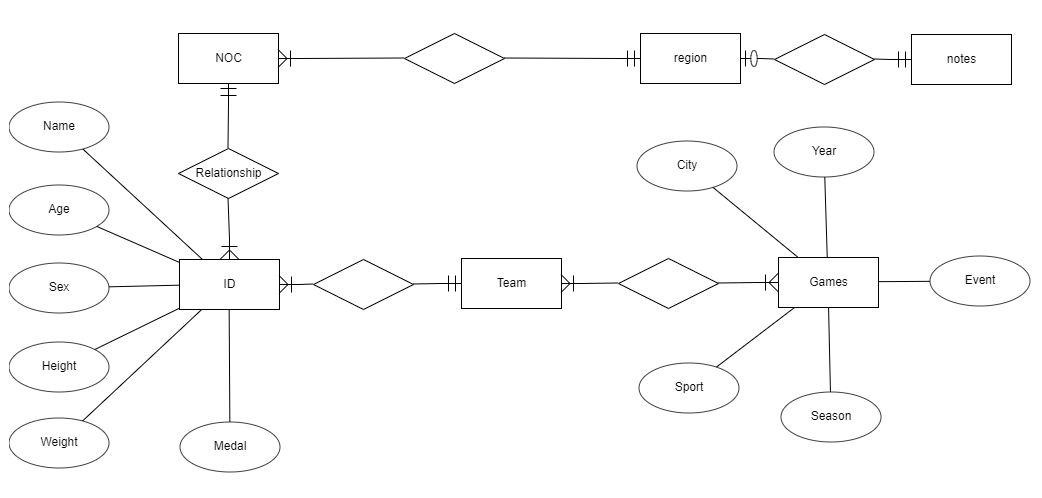 NOC
region
notes
Name
Year
City
Relationship
Age
Sex
ID
Team
Games
Event
Height
Sport
Season
Weight
Medal